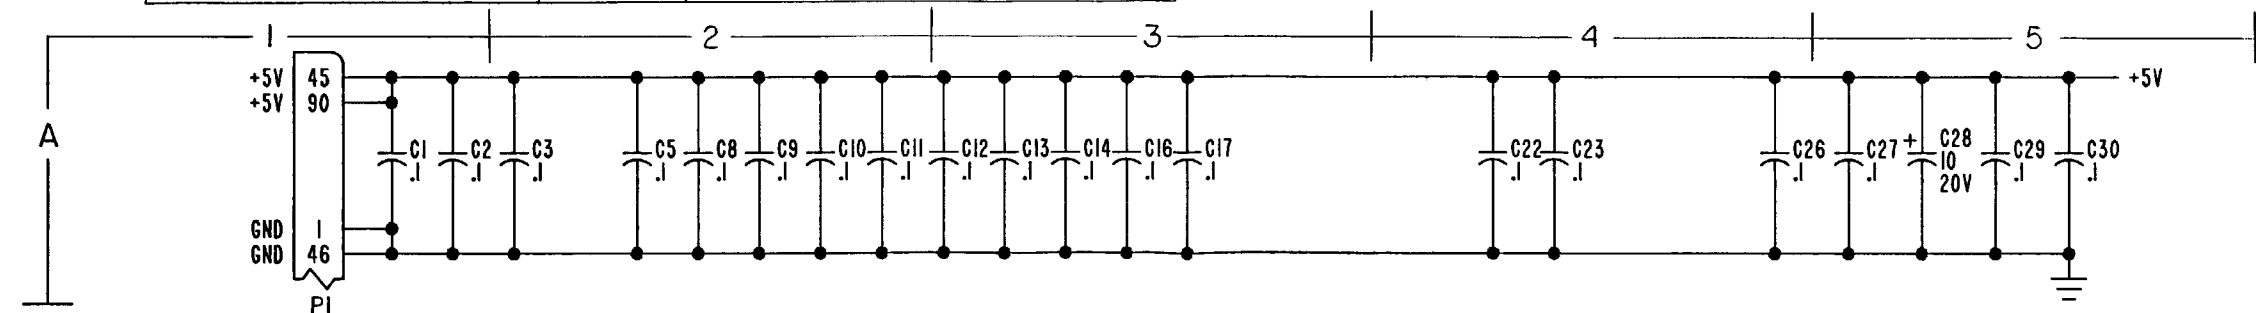 1 2 3 4 5
+5V 45 +5V
+5V 90
A
C1 C2 C3 C5 C8 C9 C10 C11 C12 C13 C14 C16 C17 C22 C23 C26 C27 + C28 C29 C30
.1 .1 .1 .1 .1 .1 .1 .1 .1 .1 .1 .1 .1 .1 .1 .1 .1 10 .1 .1
20V
GND 1
GND 46
P1